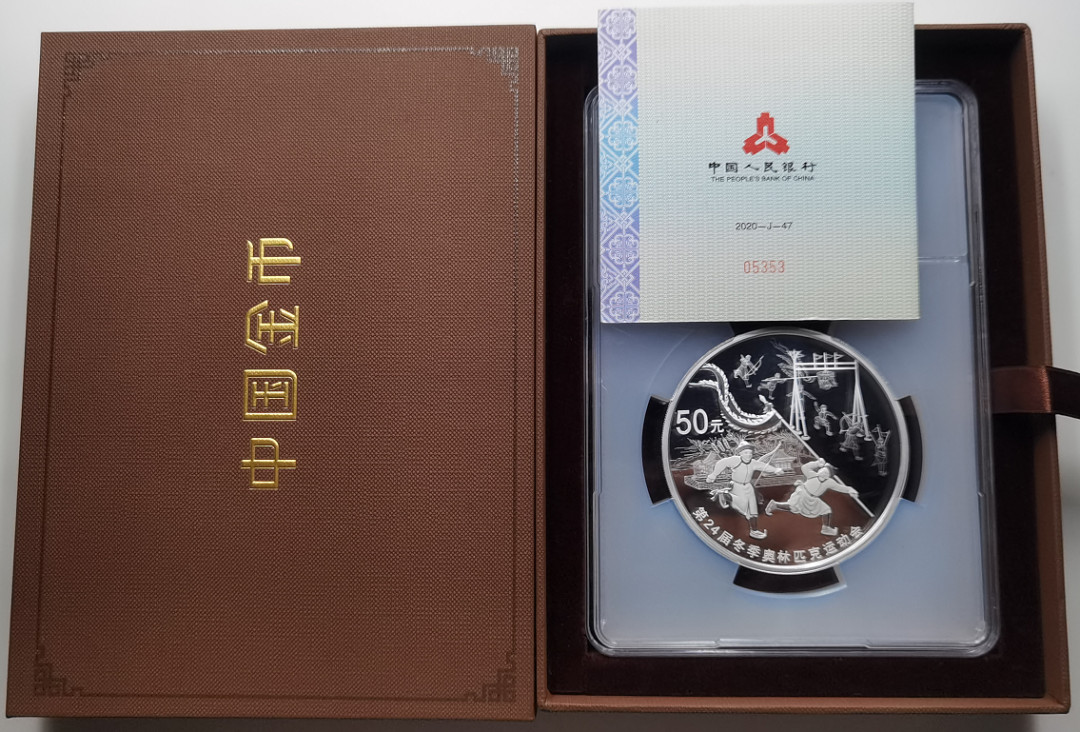 中国金币
中国人民银行
THE PEOPLE'S BANK OF CHINA
2020-J-47
05353
50元
第24届冬季奥林匹克运动会